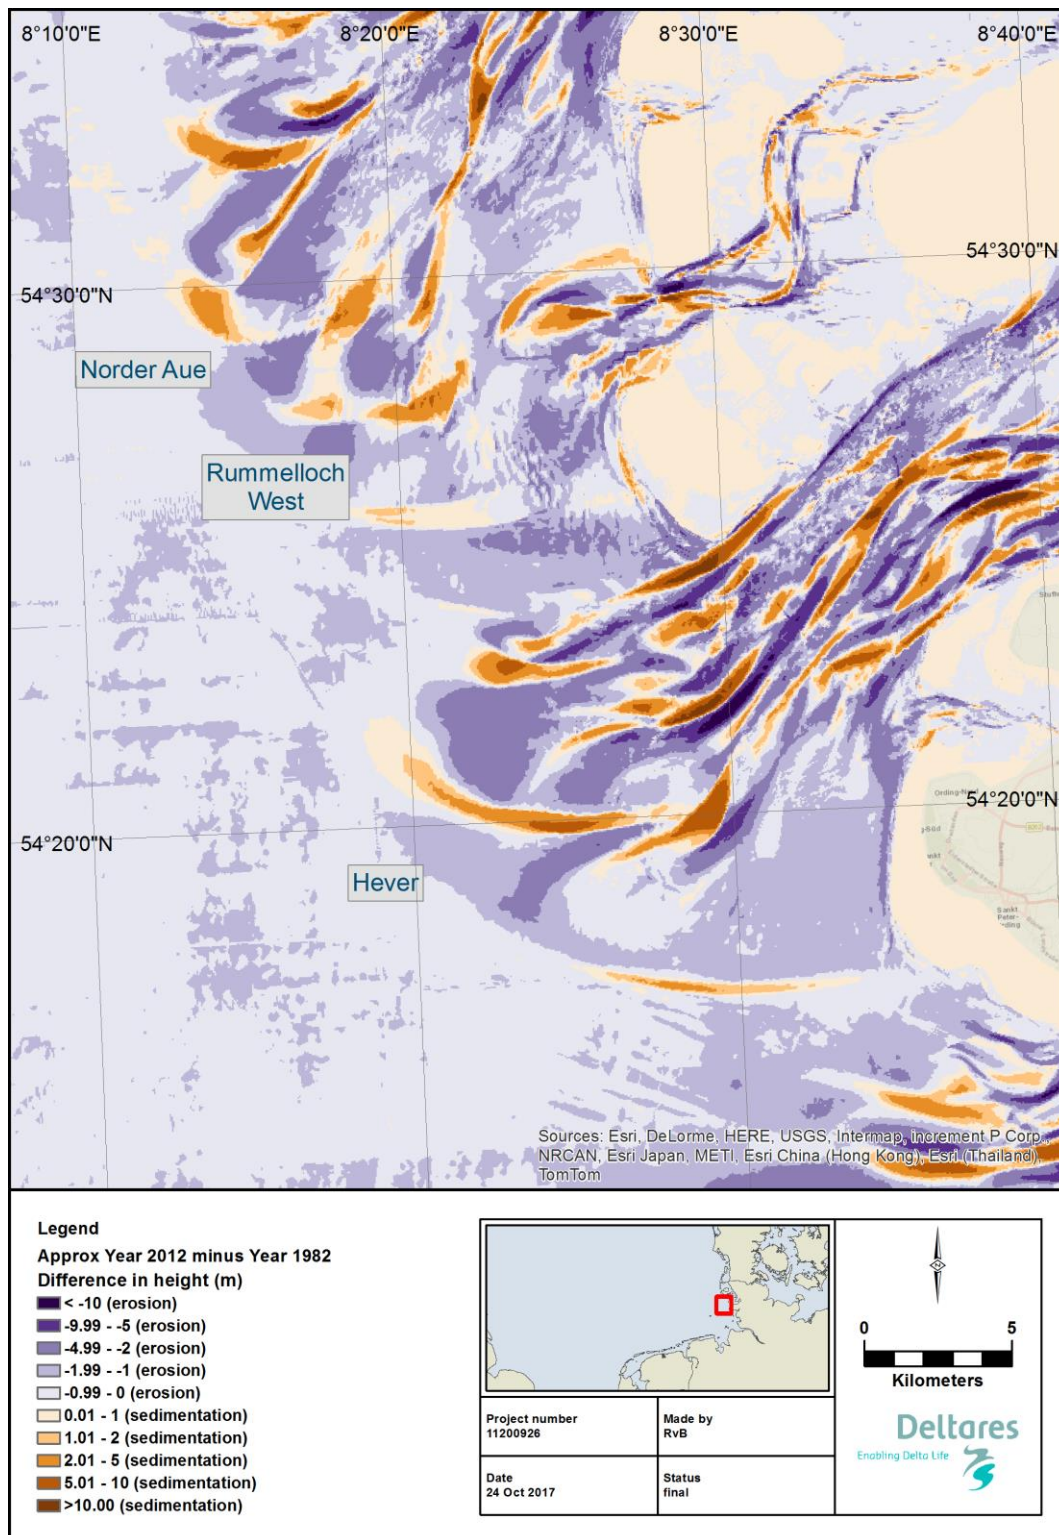 8°10'0"E 8°20'0"E 8°30'0"E 8°40'0"E
54°30'0"N
54°30'0"N
Norder Aue
Rummelloch
West
Ording-Nord
54°20'0"N
54°20'0"N
Hever
Sankt
Peter-
Sources: Esri, DeLorme, HERE, USGS, Intermap, increment P Corp.,
NRCAN, Esri Japan, METI, Esri China (Hong Kong), Esri (Thailand),
TomTom
Legend
Approx Year 2012 minus Year 1982
Difference in height (m)
< -10 (erosion)
-9.99 - -5 (erosion)
-4.99 - -2 (erosion)
-1.99 - -1 (erosion)
-0.99 - 0 (erosion)
0.01 - 1 (sedimentation)
1.01 - 2 (sedimentation)
2.01 - 5 (sedimentation)
5.01 - 10 (sedimentation)
>10.00 (sedimentation)
Project number
11200926
Made by
RvB
Date
24 Oct 2017
Status
final
N
0 5
Kilometers
Deltares
Enabling Delta Life